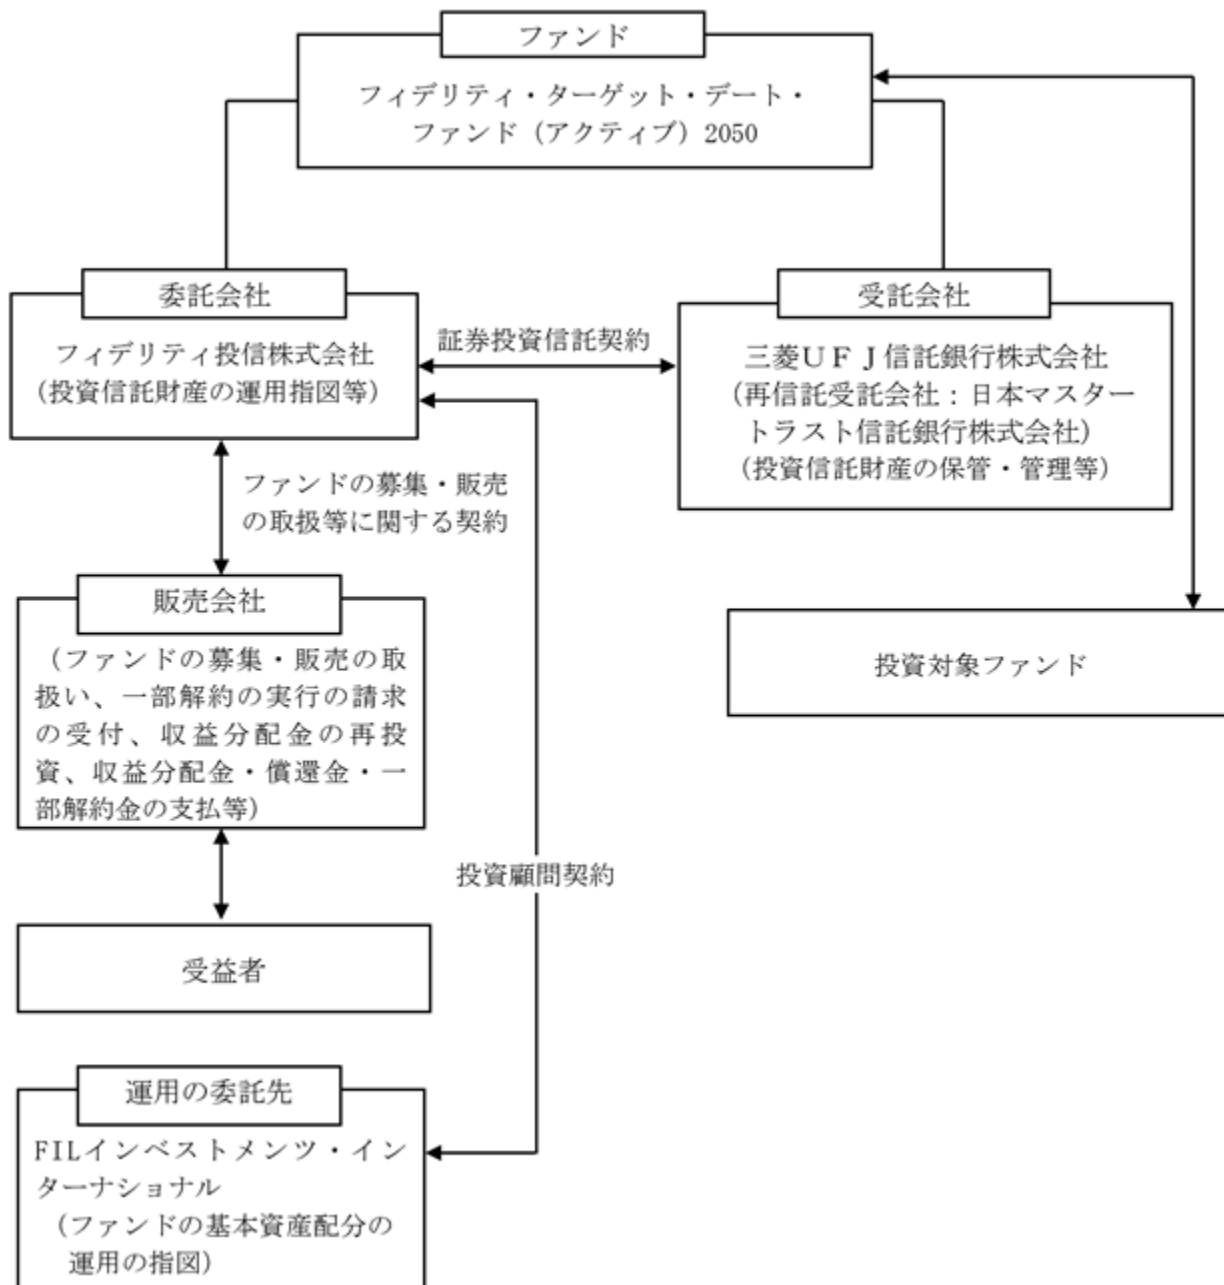 ファンド
フィデリティ・ターゲット・デート・
ファンド（アクティブ）2050
委託会社
フィデリティ投信株式会社
（投資信託財産の運用指図等）
証券投資信託契約
受託会社
三菱ＵＦＪ信託銀行株式会社
（再信託受託会社：日本マスター
トラスト信託銀行株式会社）
（投資信託財産の保管・管理等）
ファンドの募集・販売
の取扱等に関する契約
販売会社
（ファンドの募集・販売の取
扱い、一部解約の実行の請求
の受付、収益分配金の再投
資、収益分配金・償還金・一
部解約金の支払等）
投資対象ファンド
投資顧問契約
受益者
運用の委託先
FILインベストメンツ・イン
ターナショナル
（ファンドの基本資産配分の
運用の指図）